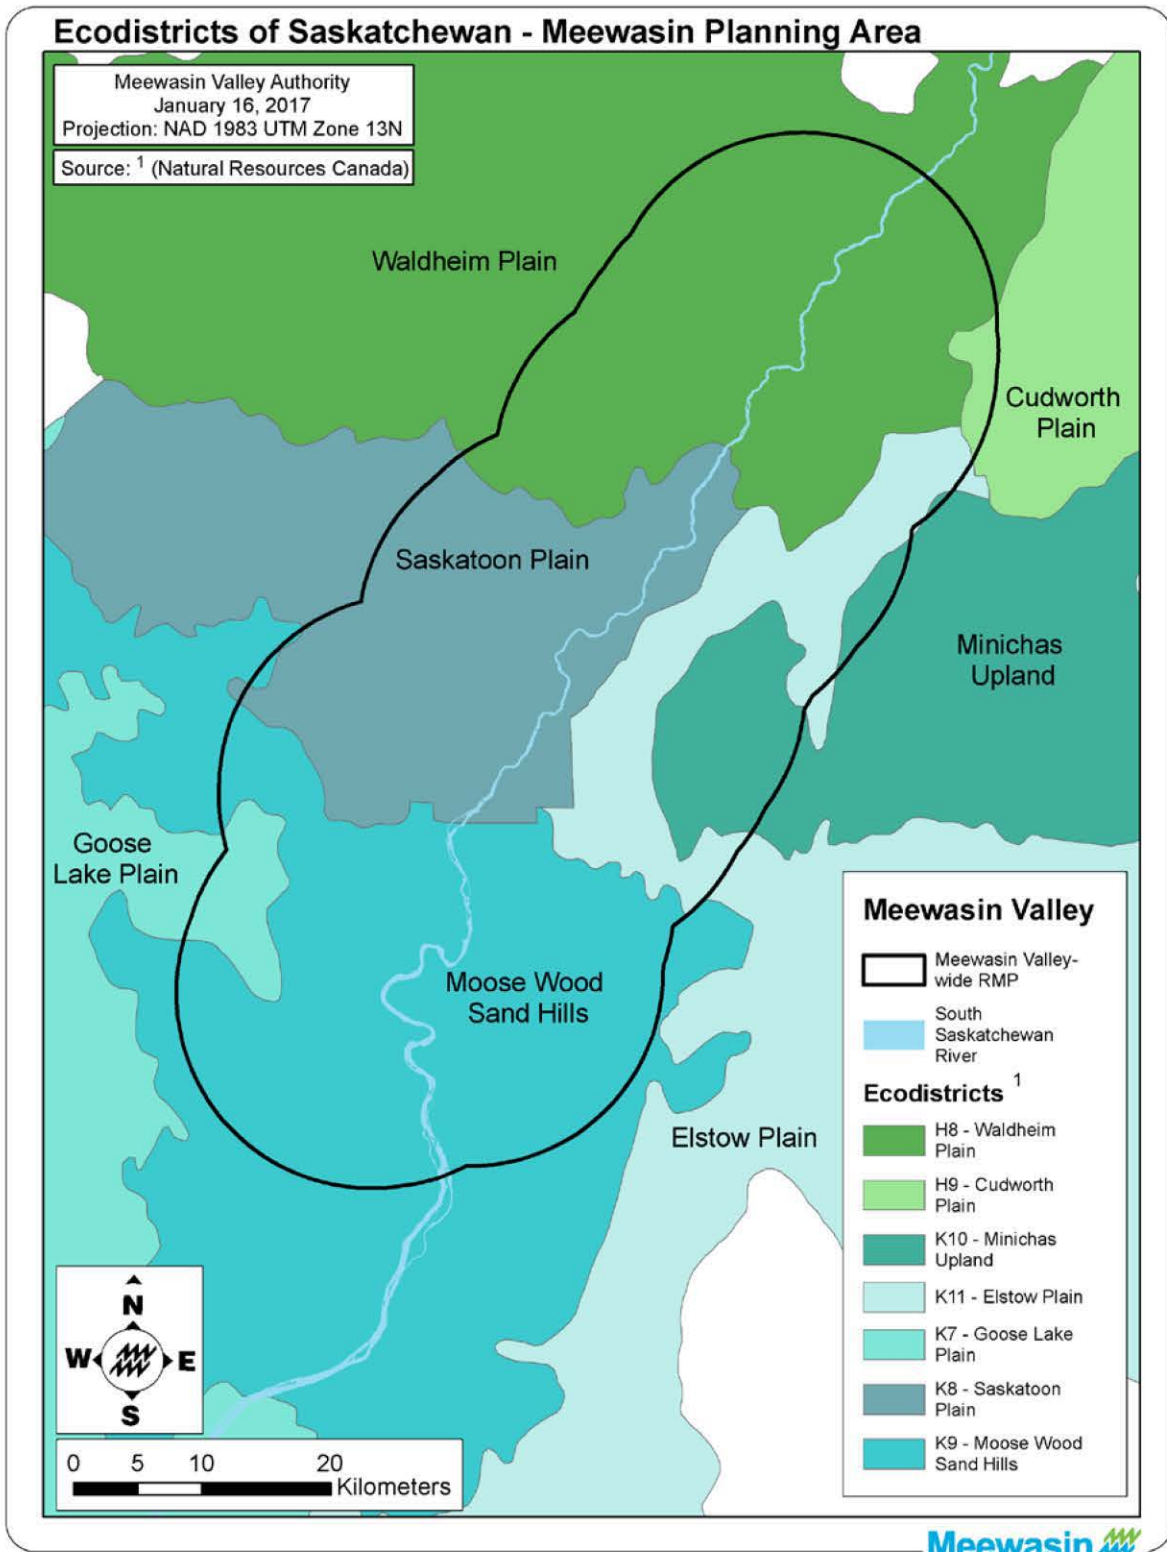 Ecodistricts of Saskatchewan - Meewasin Planning Area
Meewasin Valley Authority
January 16, 2017
Projection: NAD 1983 UTM Zone 13N
Source: 1 (Natural Resources Canada)
Waldheim Plain
Cudworth
Plain
Saskatoon Plain
Minichas
Upland
Goose
Lake Plain
Moose Wood
Sand Hills
Elstow Plain
Meewasin Valley
Meewasin Valley-
wide RMP
South
Saskatchewan
River
Ecodistricts 1
H8 - Waldheim
Plain
H9 - Cudworth
Plain
K10 - Minichas
Upland
K11 - Elstow Plain
K7 - Goose Lake
Plain
K8 - Saskatoon
Plain
K9 - Moose Wood
Sand Hills
N
W E
S
0 5 10 20
Kilometers
Meewasin